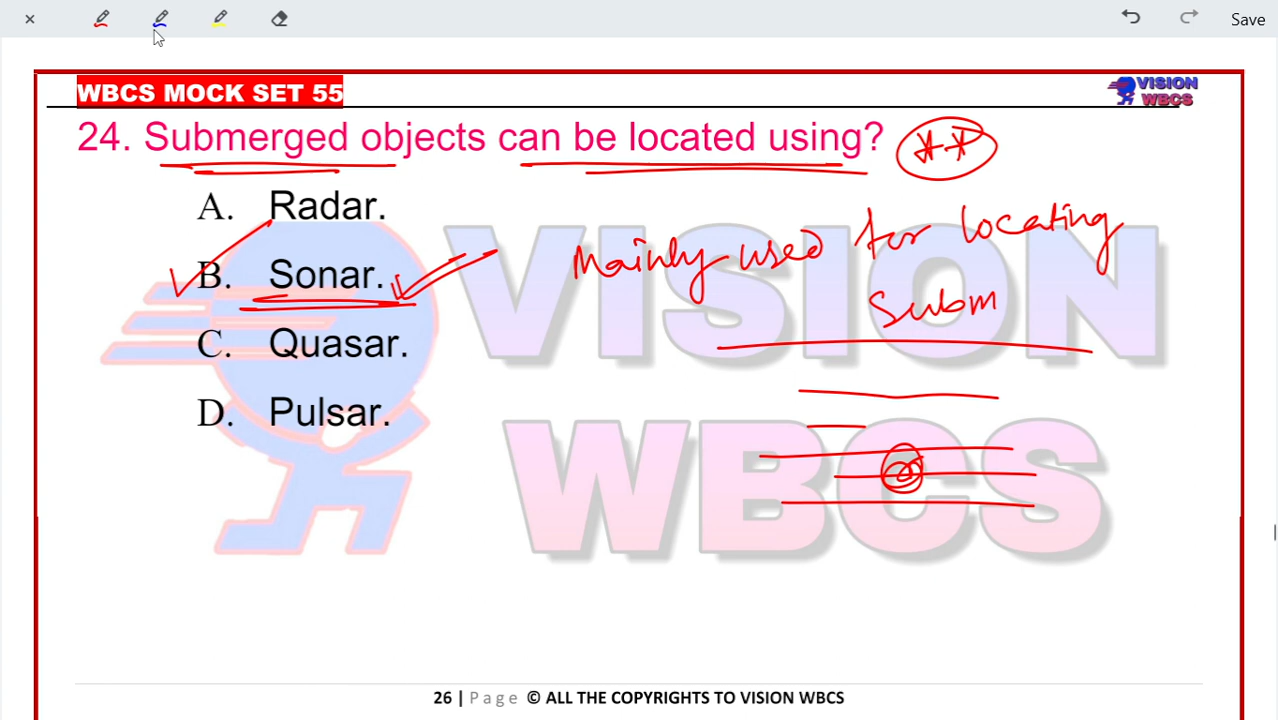 Save
WBCS MOCK SET 55
VISION
WBCS
24. Submerged objects can be located using?
A. Radar.
B. Sonar.
C. Quasar.
D. Pulsar.
Mainly used for locating
Subm
VISION
WBCS
26 | Page © ALL THE COPYRIGHTS TO VISION WBCS